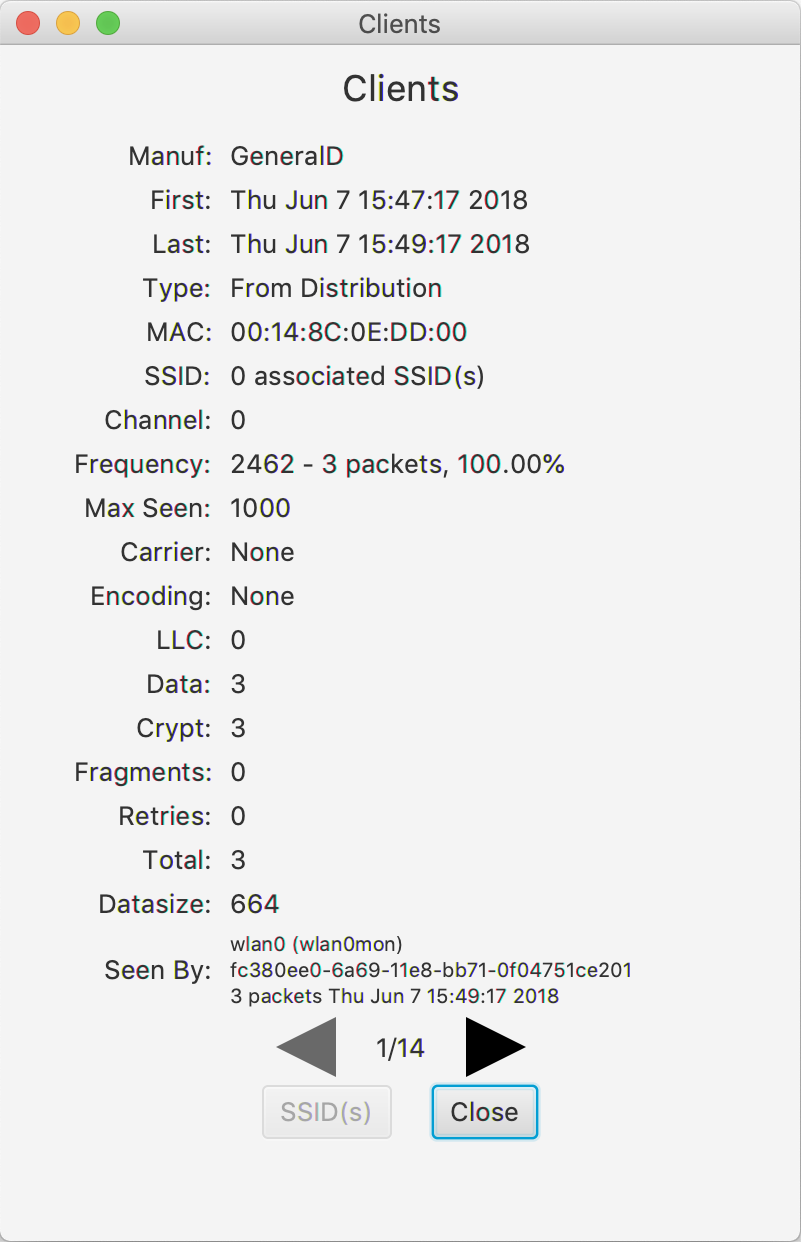 Clients
Clients
Manuf: GeneralD
First: Thu Jun 7 15:47:17 2018
Last: Thu Jun 7 15:49:17 2018
Type: From Distribution
MAC: 00:14:8C:0E:DD:00
SSID: 0 associated SSID(s)
Channel: 0
Frequency: 2462 - 3 packets, 100.00%
Max Seen: 1000
Carrier: None
Encoding: None
LLC: 0
Data: 3
Crypt: 3
Fragments: 0
Retries: 0
Total: 3
Datasize: 664
wlan0 (wlan0mon)
Seen By: fc380ee0-6a69-11e8-bb71-0f04751ce201
3 packets Thu Jun 7 15:49:17 2018
1/14
SSID(s) Close